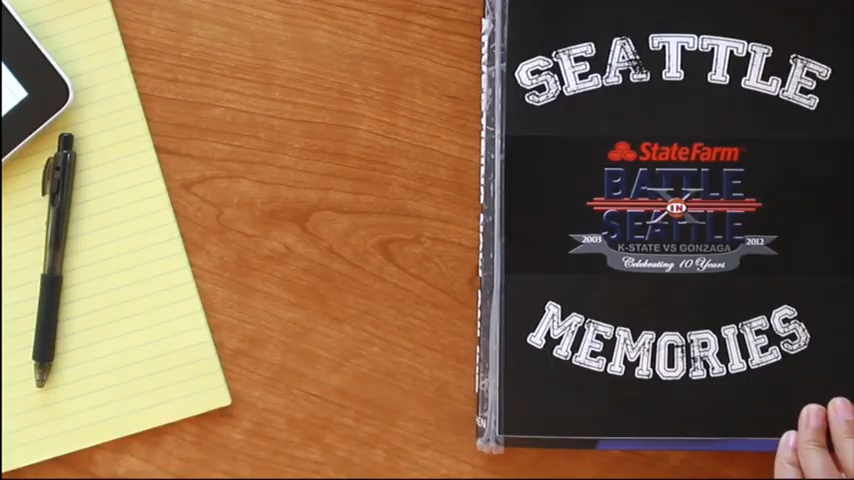 SEATTLE
StateFarm
BATTLE
IN
SEATTLE
K-STATE VS GONZAGA
2003
2012
Celebrating 10 Years
MEMORIES